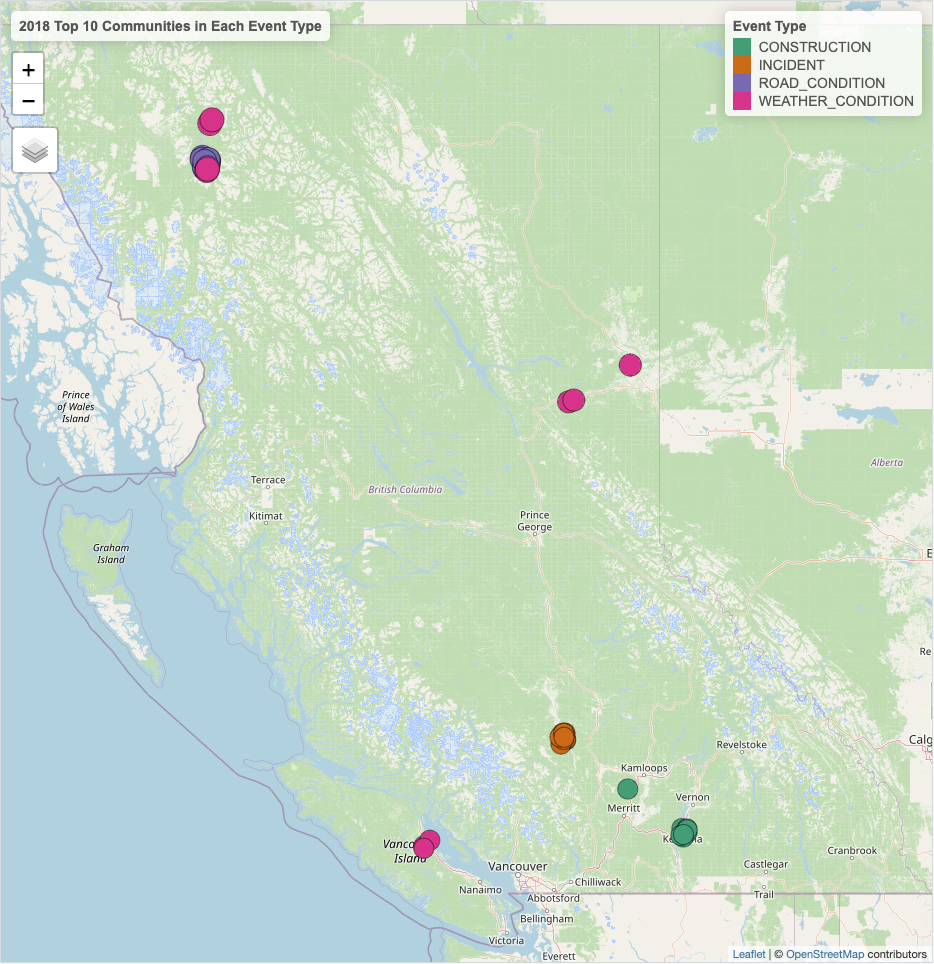 2018 Top 10 Communities in Each Event Type
+
−
Event Type
CONSTRUCTION
INCIDENT
ROAD_CONDITION
WEATHER_CONDITION
Prince
of Wales
Island
Terrace
British Columbia
Alberta
Kitimat
Prince
George
Graham
Island
E
Re
Revelstoke
Calg
Kamloops
Vernon
Merritt
Ke
na
Vanco
Island
Cranbrook
Castlegar
Vancouver
Chilliwack
Nanaimo
Abbotsford
Trail
Bellingham
Victoria
Everett
Leaflet | © OpenStreetMap contributors